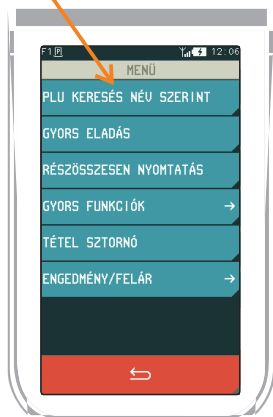 F1 P 12:06
MENÜ
PLU KERESÉS NÉV SZERINT
GYORS ELADÁS
RÉSZÖSSZESEN NYOMTATÁS
GYORS FUNKCIÓK →
TÉTEL SZTORNÓ
ENGEDMÉNY/FELÁR →